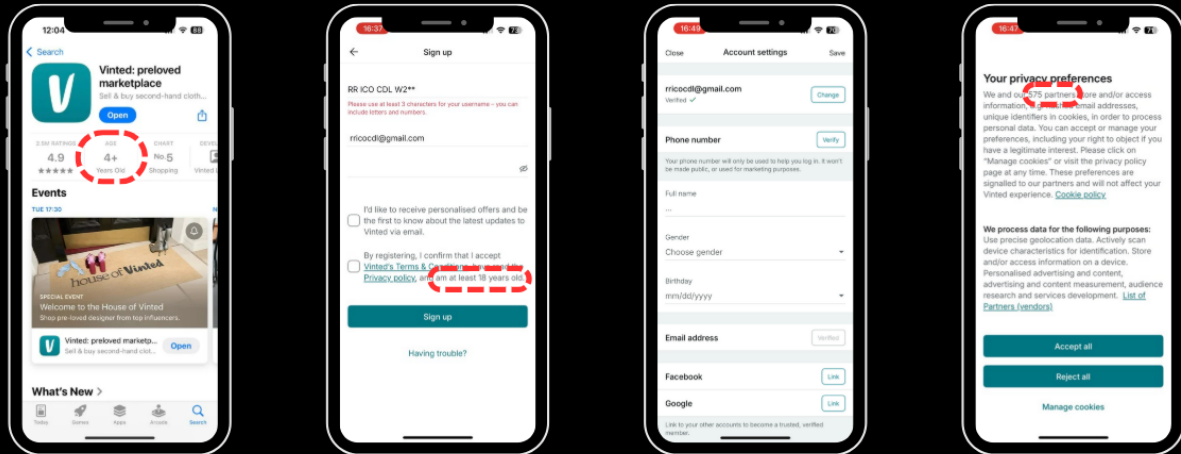 12:04
Search
Vinted: preloved
marketplace
Sell & buy second-hand cloth...
Open
2.5M RATINGS
AGE
CHART
DEVEL
4.9
4+
No.5
★★★★★
Years Old
Shopping
Vinted L
Events
TUE 17:30
house of Vinted
SPECIAL EVENT
Welcome to the House of Vinted
Shop pre-loved designer from top influencers.
Vinted: preloved marketp...
Sell & buy second-hand clot...
Open
What's New >
Today
Games
Apps
Arcade
Search
16:37
Sign up
RR ICO CDL W2**
Please use at least 3 characters for your username – you can
include letters and numbers.
rricocdl@gmail.com
I'd like to receive personalised offers and be
the first to know about the latest updates to
Vinted via email.
By registering, I confirm that I accept
Vinted's Terms & Conditions, have read the
Privacy policy, and am at least 18 years old.
Sign up
Having trouble?
16:49
Close
Account settings
Save
rricocdl@gmail.com
Verified ✓
Change
Phone number
Verify
Your phone number will only be used to help you log in. It won't
be made public, or used for marketing purposes.
Full name
...
Gender
Choose gender
Birthday
mm/dd/yyyy
Email address
Verified
Facebook
Link
Google
Link
Link to your other accounts to become a trusted, verified
member.
16:47
Your privacy preferences
We and our 575 partners store and/or access
information, email addresses,
unique identifiers in cookies, in order to process
personal data. You can accept or manage your
preferences, including your right to object if you
have a legitimate interest. Please click on
"Manage cookies" or visit the privacy policy
page at any time. These preferences are
signalled to our partners and will not affect your
Vinted experience. Cookie policy
We process data for the following purposes:
Use precise geolocation data. Actively scan
device characteristics for identification. Store
and/or access information on a device.
Personalised advertising and content,
advertising and content measurement, audience
research and services development. List of
Partners (vendors)
Accept all
Reject all
Manage cookies